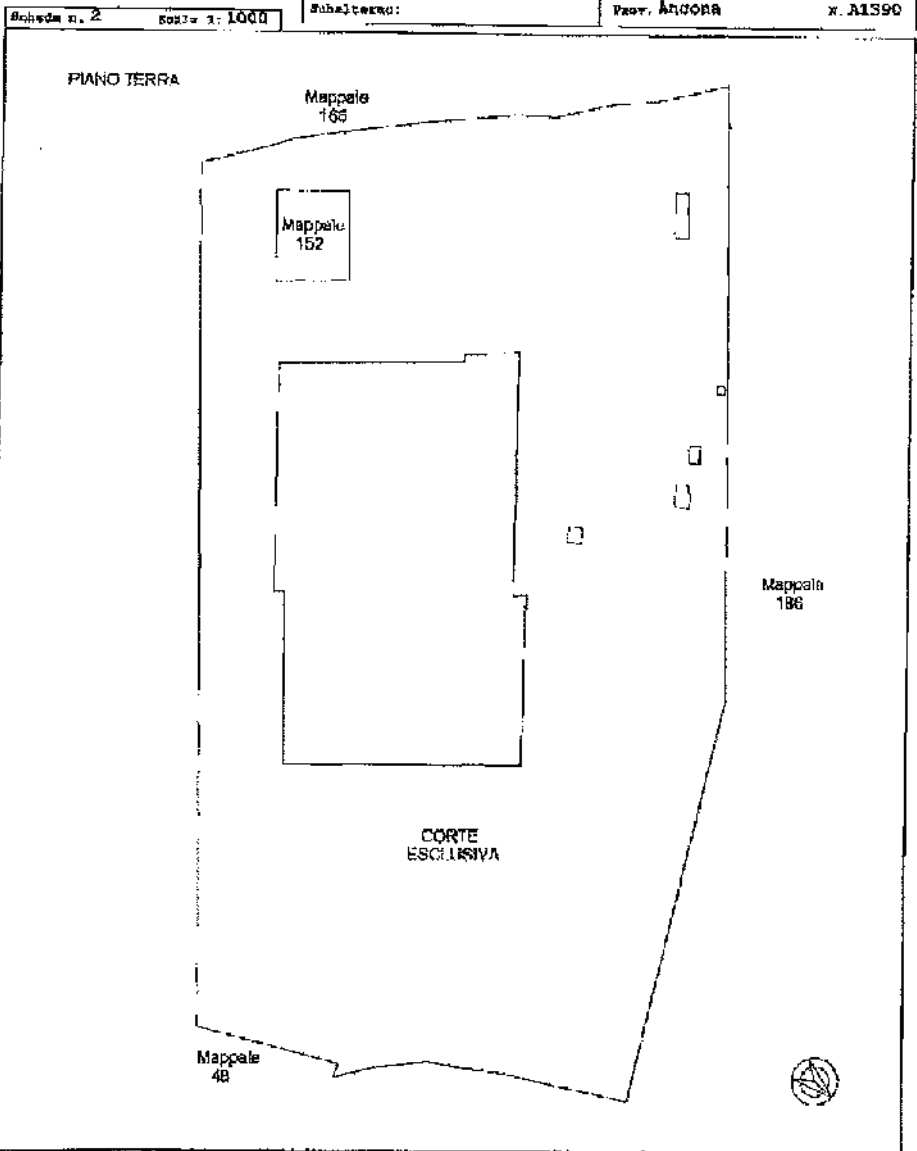 Scheda n. 2
Scala 1: 1000
Subalterno:
Prov. Ancona
N. A1390
PIANO TERRA
Mappale
165
Mappale
152
Mappale
186
CORTE
ESCLUSIVA
Mappale
48